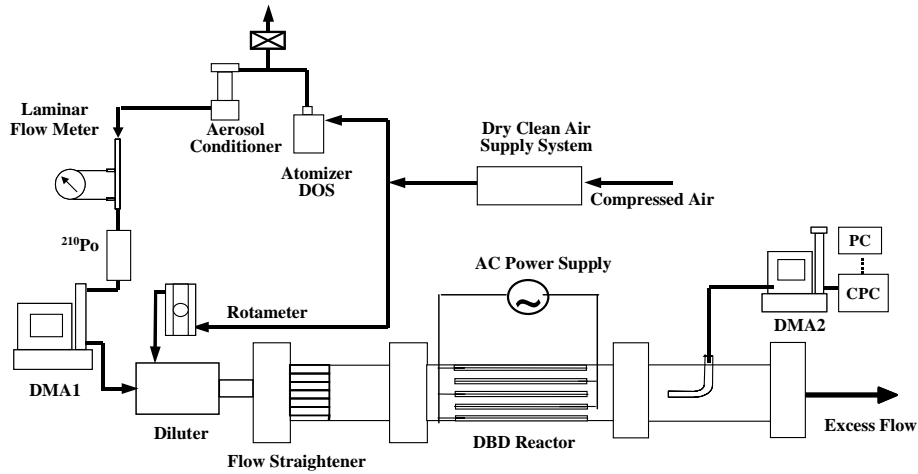 Laminar
Flow Meter
Aerosol
Conditioner
Atomizer
DOS
Dry Clean Air
Supply System
Compressed Air
²¹⁰Po
AC Power Supply
PC
CPC
DMA2
Rotameter
DMA1
Diluter
Flow Straightener
DBD Reactor
Excess Flow